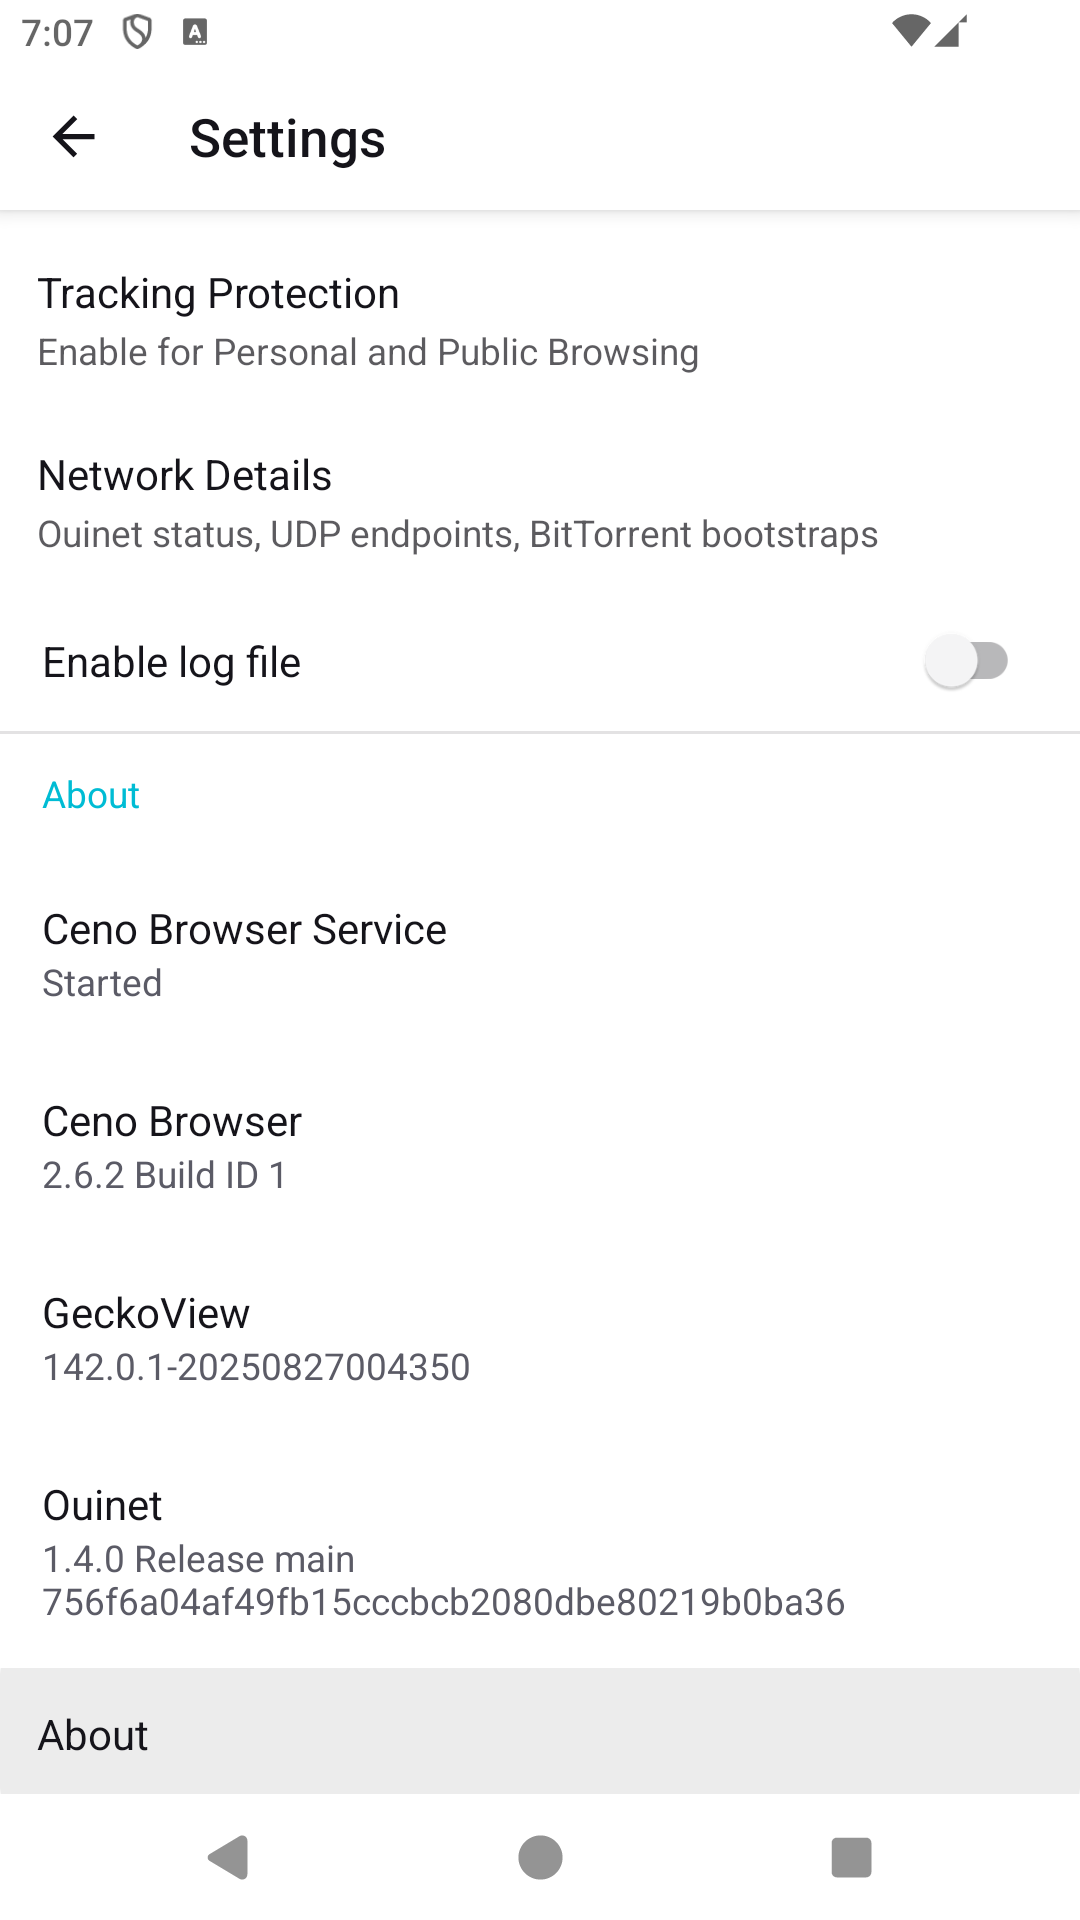 7:07
Settings
Tracking Protection
Enable for Personal and Public Browsing
Network Details
Ouinet status, UDP endpoints, BitTorrent bootstraps
Enable log file
About
Ceno Browser Service
Started
Ceno Browser
2.6.2 Build ID 1
GeckoView
142.0.1-20250827004350
Ouinet
1.4.0 Release main
756f6a04af49fb15cccbcb2080dbe80219b0ba36
About